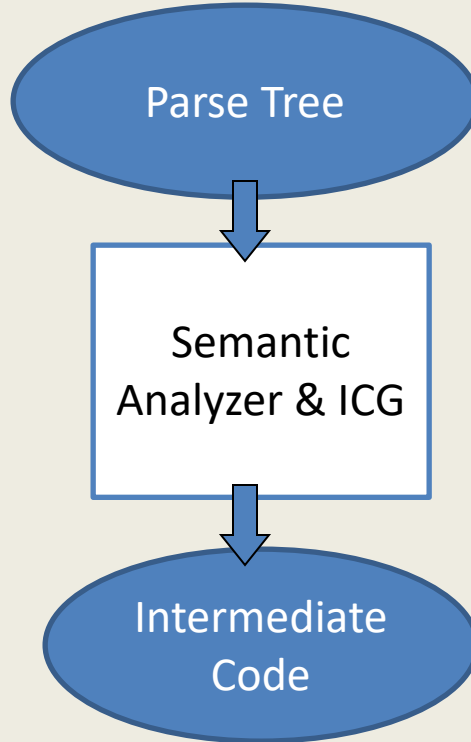 Parse Tree
Semantic
Analyzer & ICG
Intermediate
Code